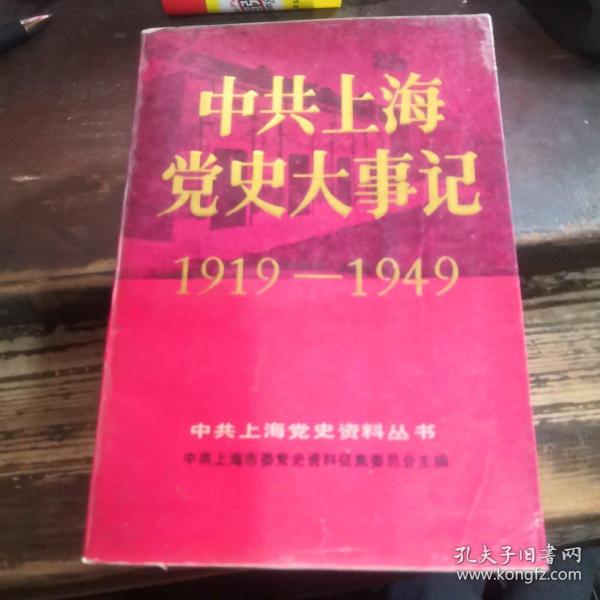 中共上海
党史大事记
1919—1949
中共上海党史资料丛书
中共上海市委党史资料征集委员会主编
孔夫子旧书网
www.kongfz.com